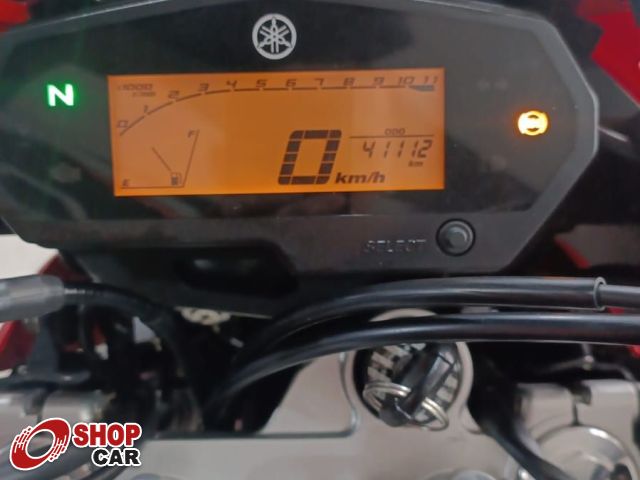 N
x1000 r/min
0 1 2 3 4 5 6 7 8 9 10 11
F
E
0 km/h
ODO
41112
km
SELECT
SHOP
CAR